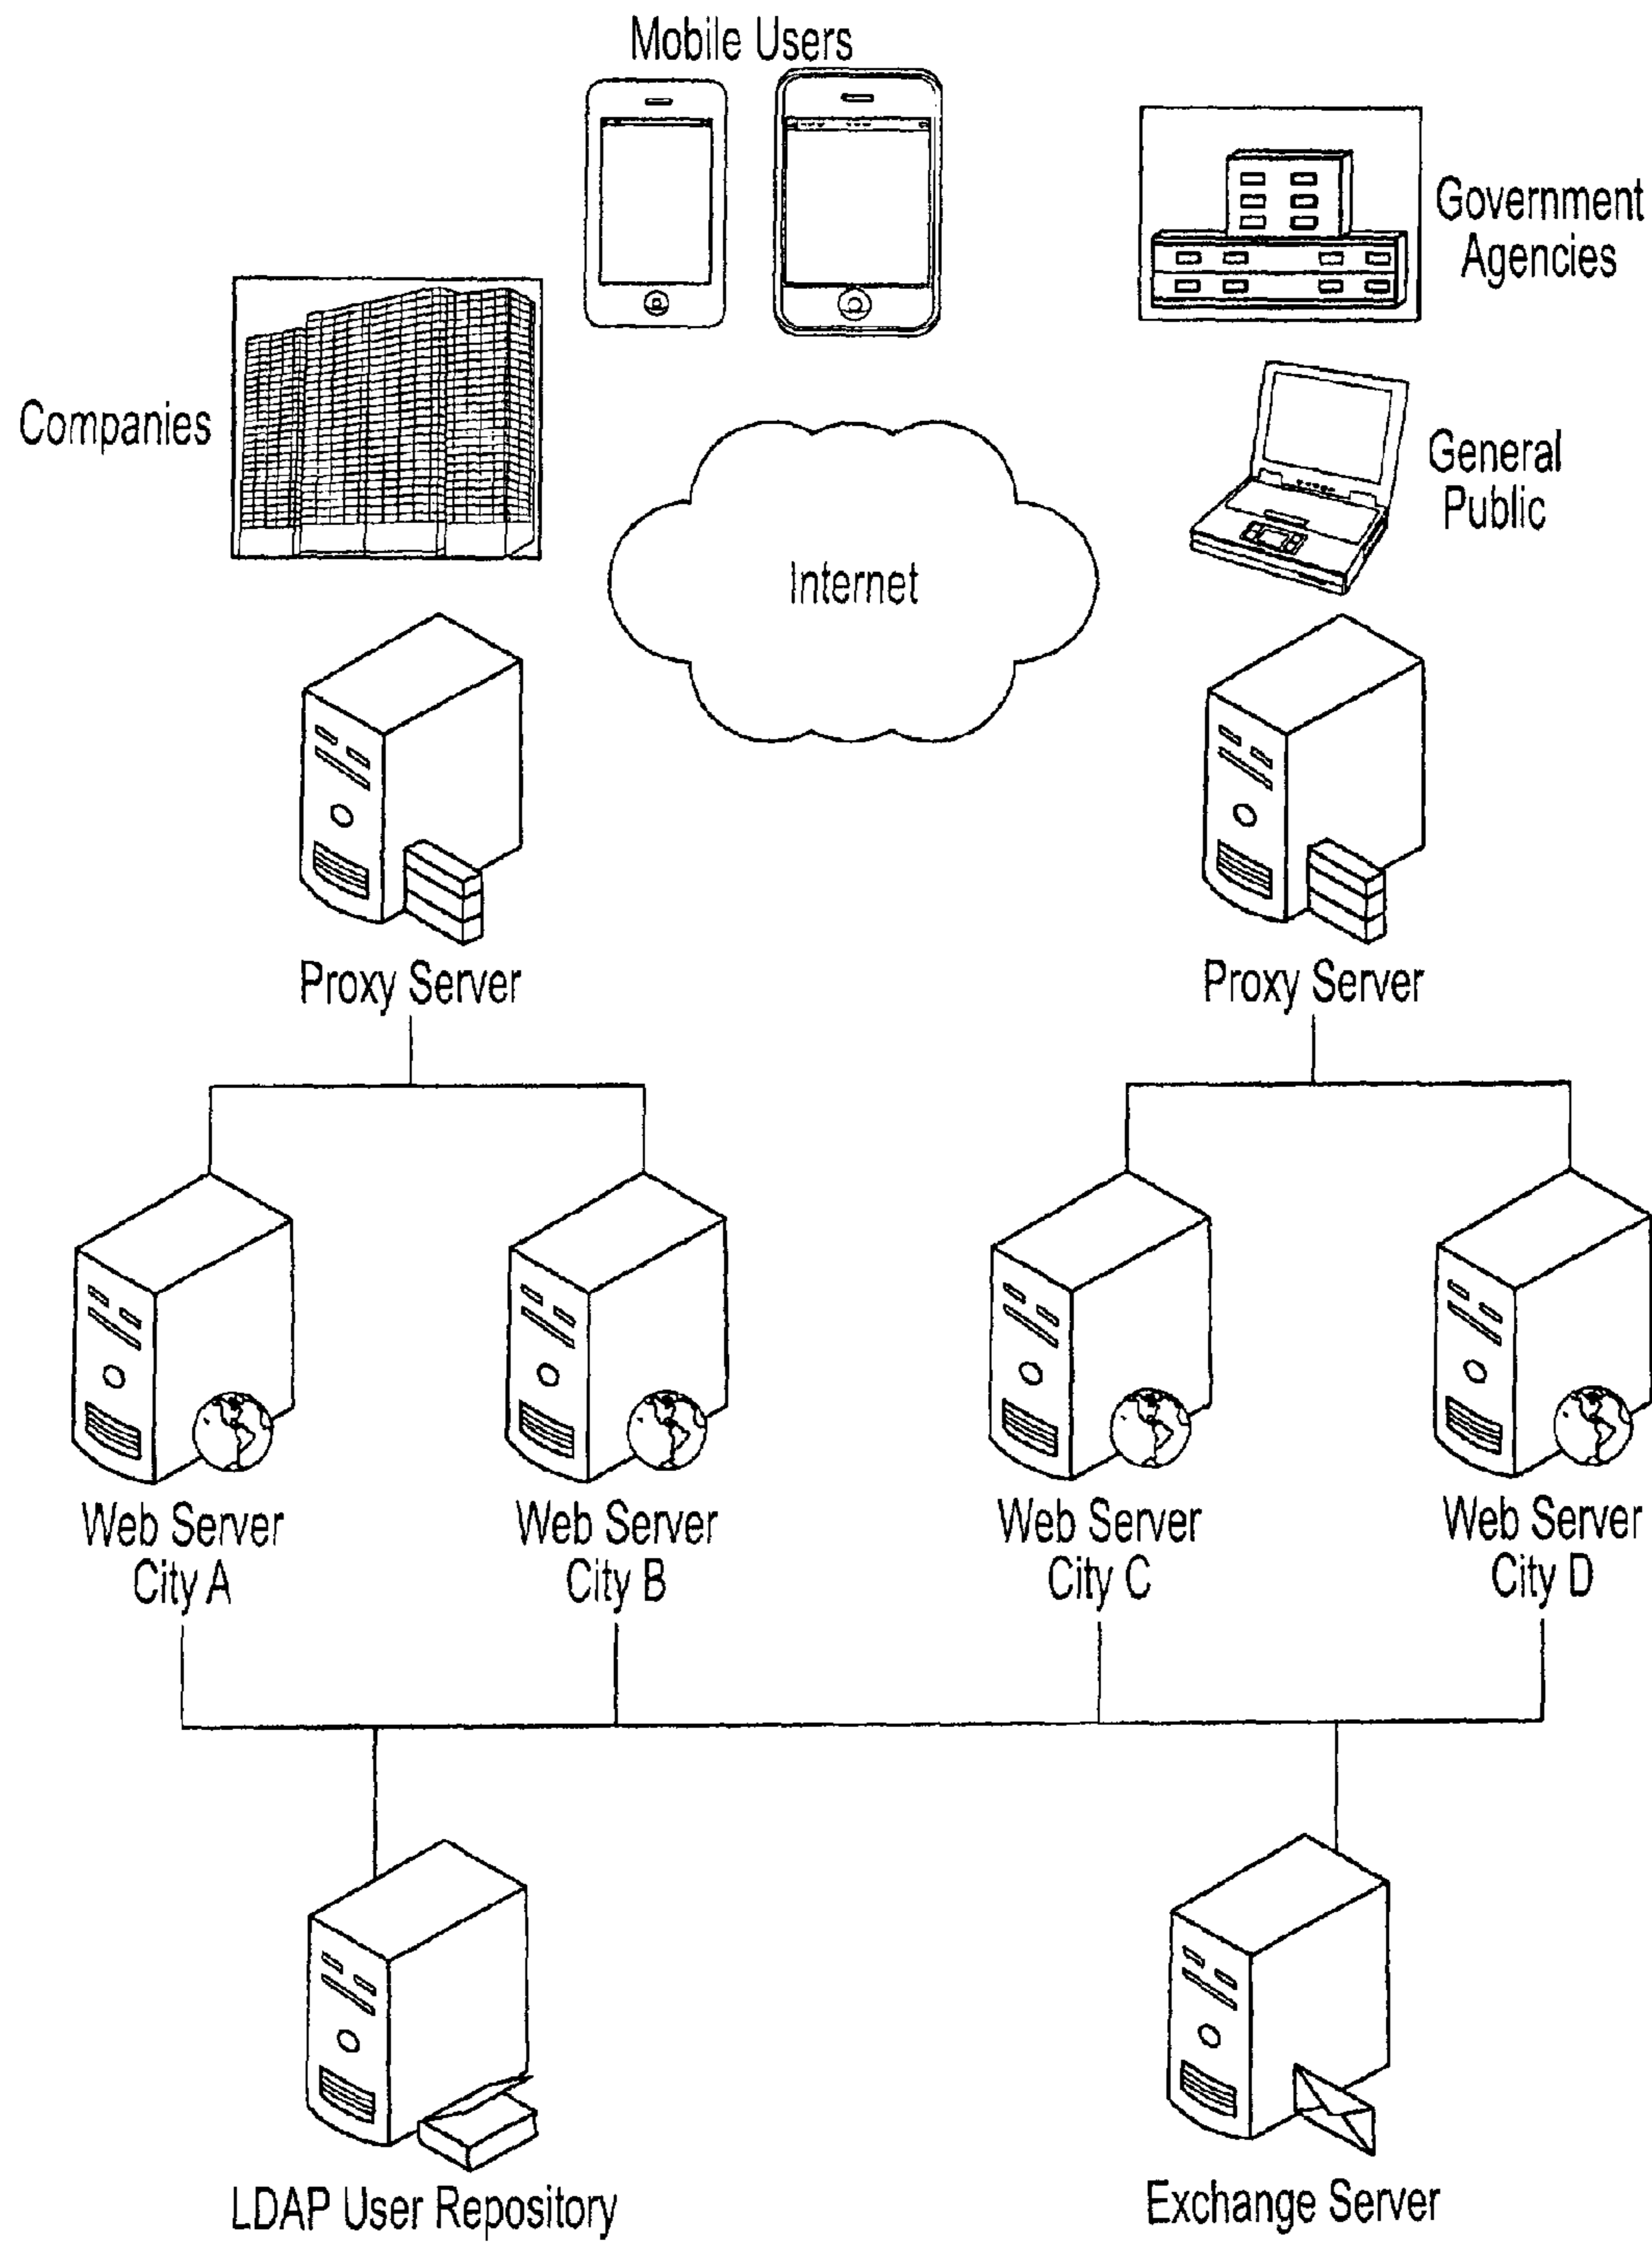 Mobile Users
Government
Agencies
Companies
General
Public
Internet
Proxy Server
Proxy Server
Web Server
City A
Web Server
City B
Web Server
City C
Web Server
City D
LDAP User Repository
Exchange Server